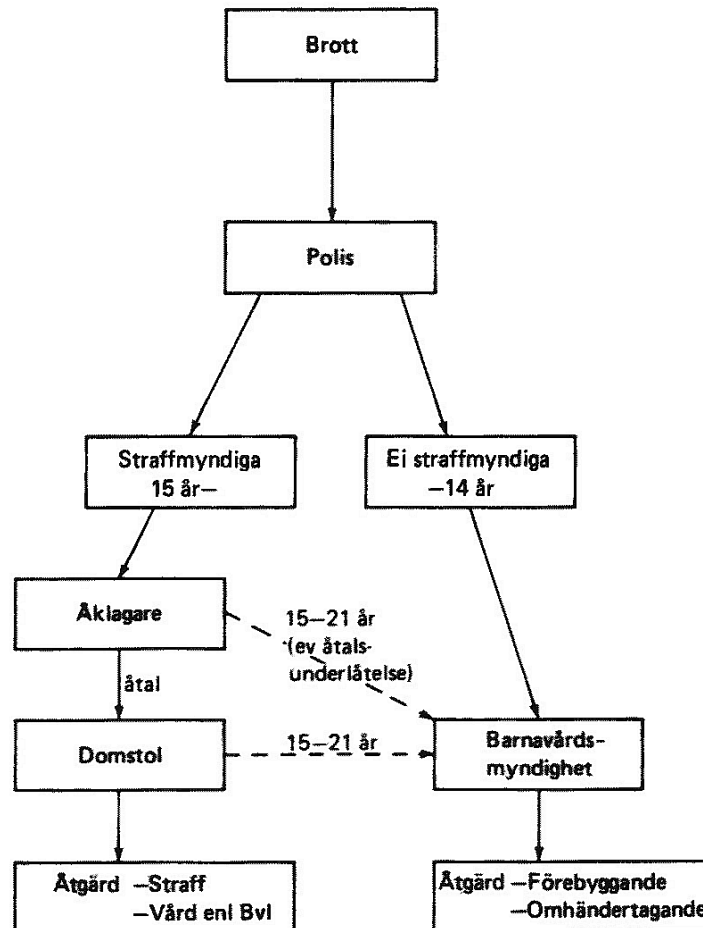 Brott
Polis
Straffmyndiga
15 år—
Ei straffmyndiga
—14 år
Åklagare
15—21 år
(ev åtals-
underlåtelse)
åtal
Domstol
15—21 år
Barnavårds-
myndighet
Åtgärd —Straff
—Vård enl Bvl
Åtgärd —Förebyggande
—Omhändertagande